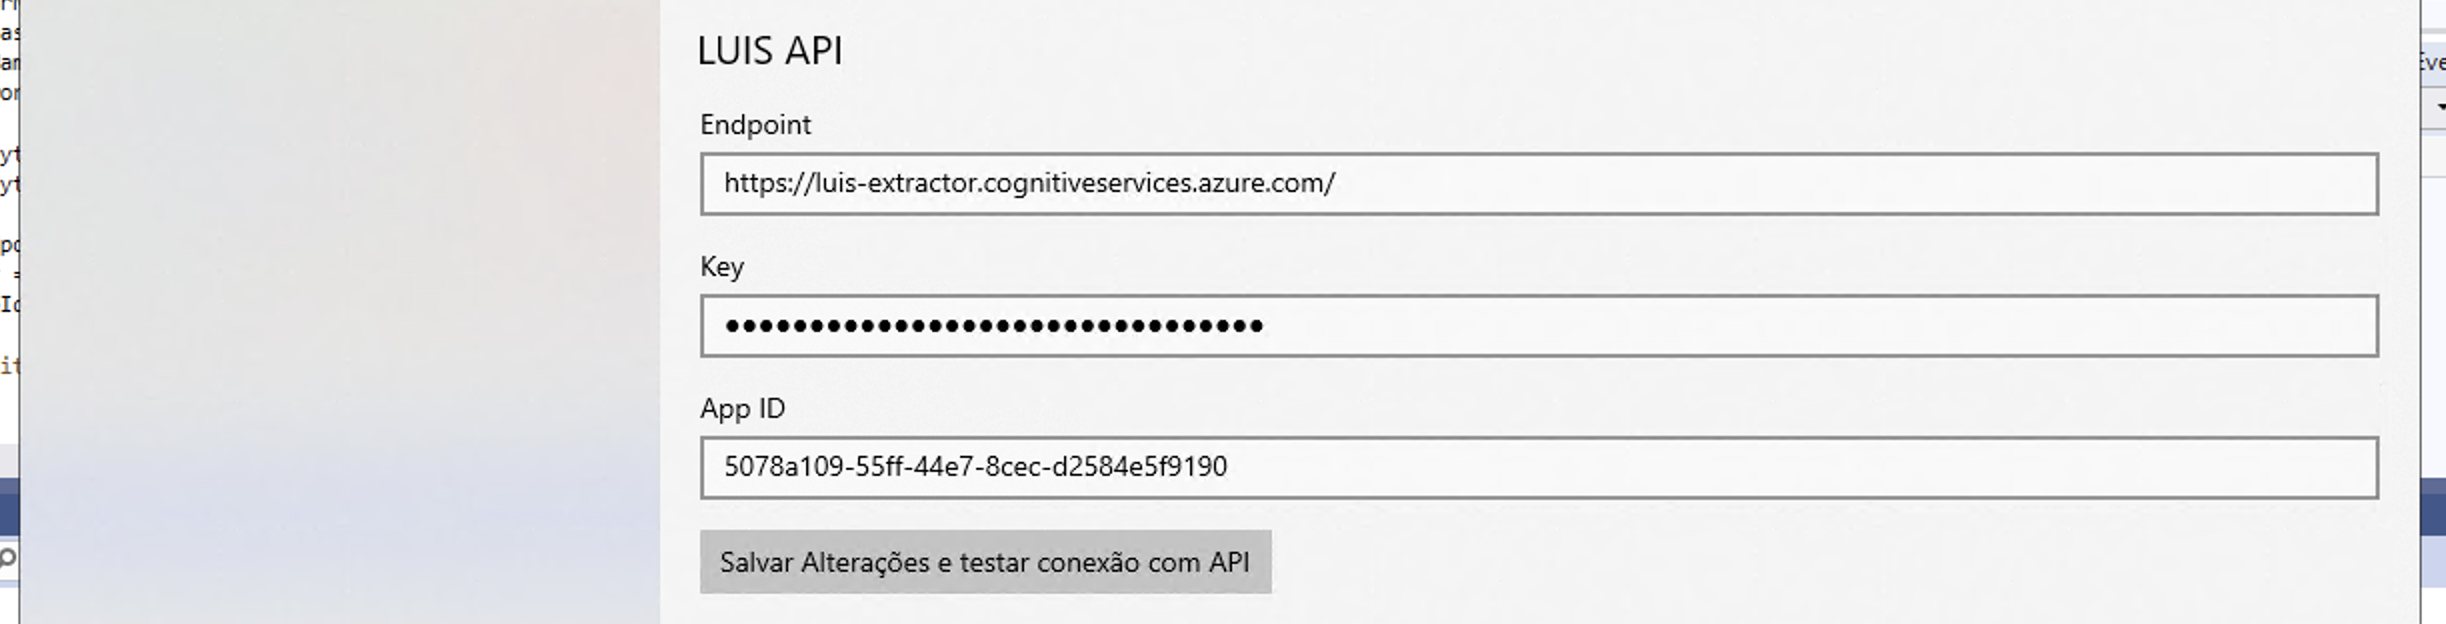 LUIS API
Endpoint
https://luis-extractor.cognitiveservices.azure.com/
Key
••••••••••••••••••••••••••••••••
App ID
5078a109-55ff-44e7-8cec-d2584e5f9190
Salvar Alterações e testar conexão com API